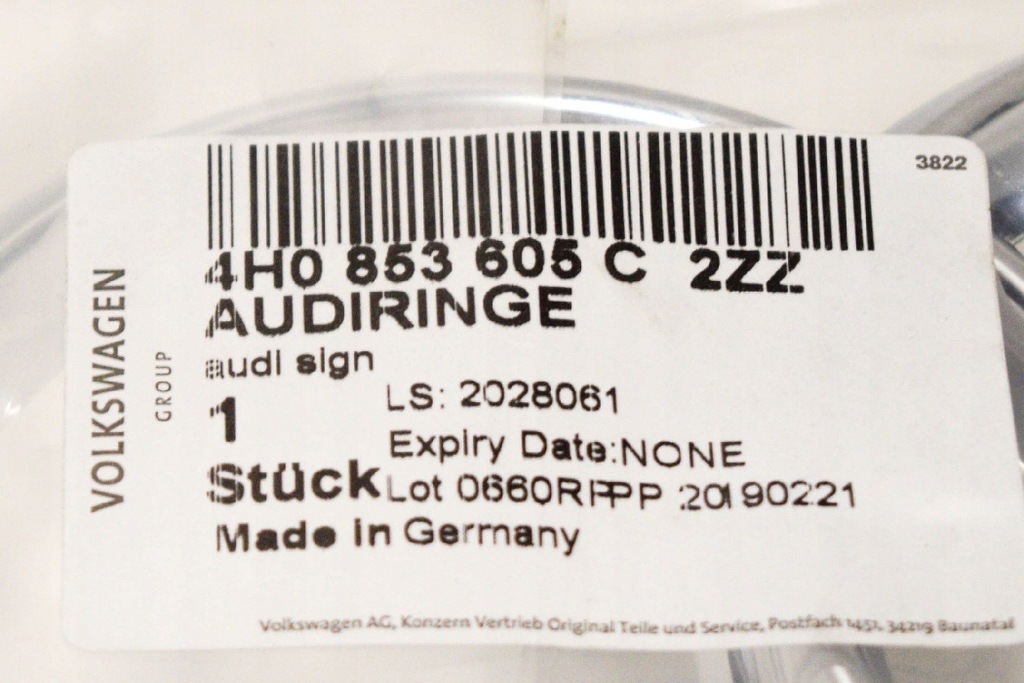 3822
4H0 853 605 C 2ZZ
AUDIRINGE
audi sign
1
LS: 2028061
Expiry Date:NONE
Stück
Lot 0660RPPP 20190221
Made in Germany
VOLKSWAGEN
GROUP
Volkswagen AG, Konzern Vertrieb Original Teile und Service, Postfach 1451, 34219 Baunatal